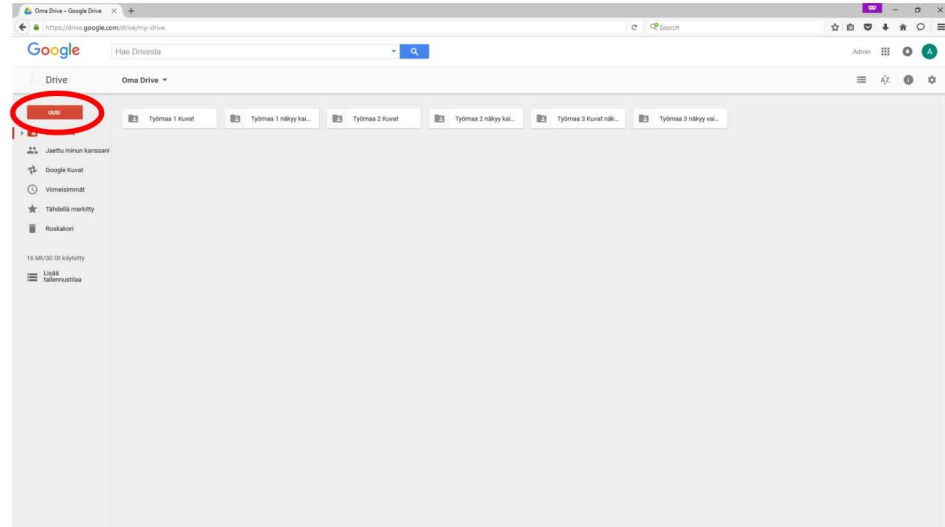 Oma Drive – Google Drive
https://drive.google.com/drive/my-drive
Search
Google
Hae Drivesta
Admin
A
Drive
Oma Drive
AZ
UUSI
Työmaa 1 Kuvat
Työmaa 1 näkyy kai...
Työmaa 2 Kuvat
Työmaa 2 näkyy kai...
Työmaa 3 Kuvat näk...
Työmaa 3 näkyy vai...
Jaettu minun kanssani
Google Kuvat
Viimeisimmät
Tähdellä merkitty
Roskakori
16 Mt/30 Gt käytetty
Lisää
tallennustilaa